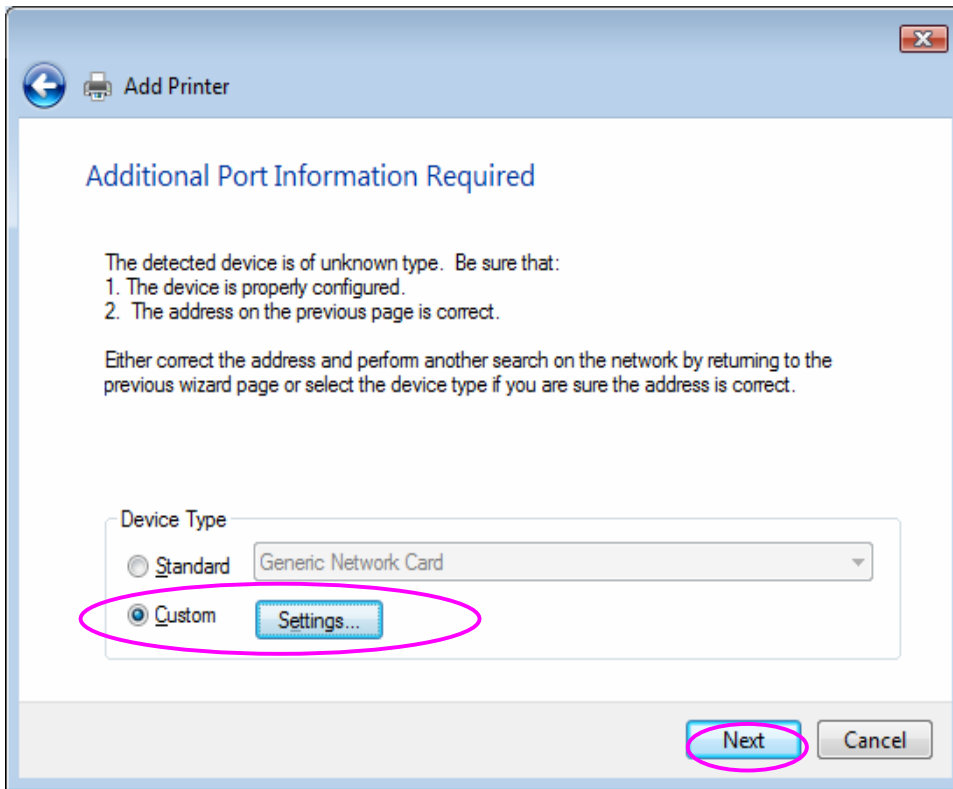 Add Printer
Additional Port Information Required
The detected device is of unknown type.  Be sure that:
1. The device is properly configured.
2.  The address on the previous page is correct.
Either correct the address and perform another search on the network by returning to the
previous wizard page or select the device type if you are sure the address is correct.
Device Type
Standard
Generic Network Card
Custom
Settings...
Next
Cancel